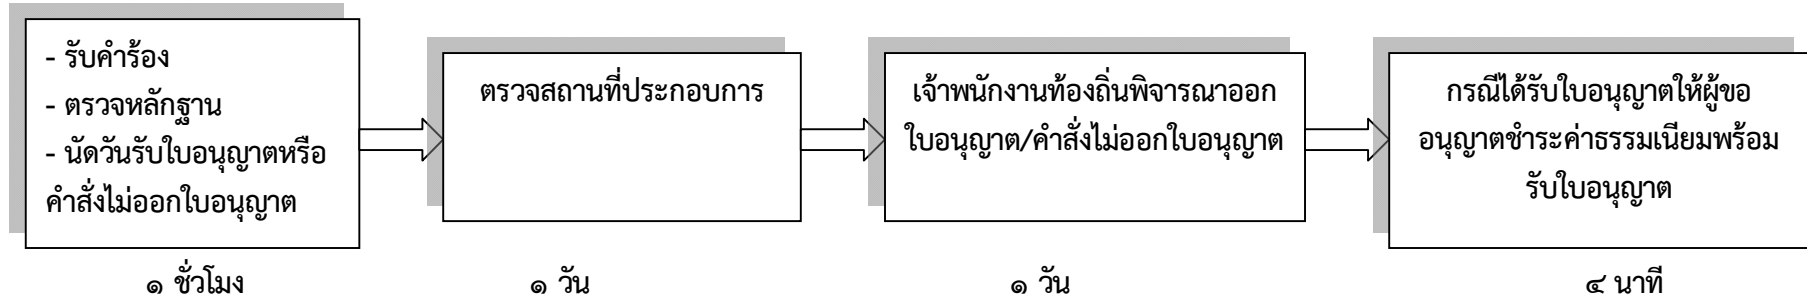 - รับคำร้อง
- ตรวจหลักฐาน
- นัดวันรับใบอนุญาตหรือ
คำสั่งไม่ออกใบอนุญาต
๑ ชั่วโมง
ตรวจสถานที่ประกอบการ
๑ วัน
เจ้าพนักงานท้องถิ่นพิจารณาออก
ใบอนุญาต/คำสั่งไม่ออกใบอนุญาต
๑ วัน
กรณีได้รับใบอนุญาตให้ผู้ขอ
อนุญาตชำระค่าธรรมเนียมพร้อม
รับใบอนุญาต
๔ นาที